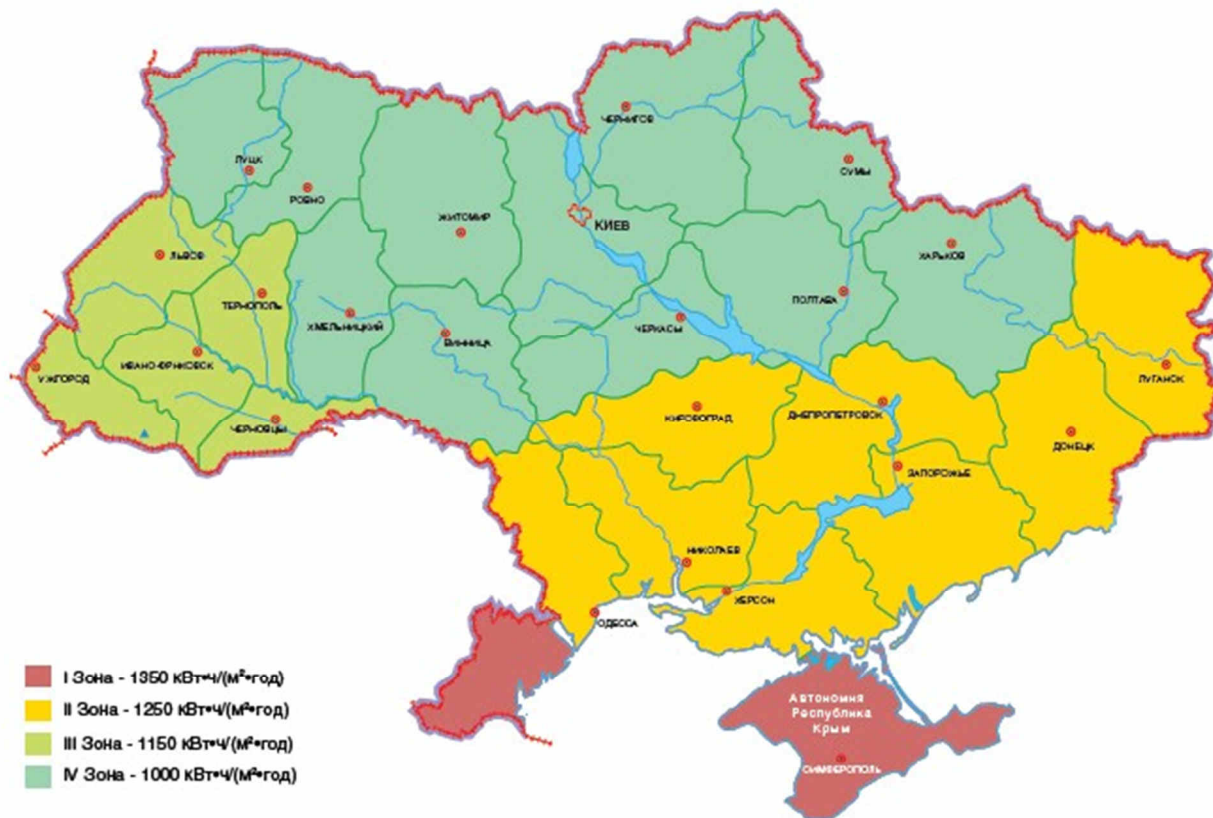 ЧЕРНИГОВ
СУМЫ
ЛУЦК
РОВНО
ЖИТОМИР
КИЕВ
ХАРЬКОВ
ЛЬВОВ
ТЕРНОПОЛЬ
ХМЕЛЬНИЦКИЙ
ВИННИЦА
ЧЕРКАСЫ
ПОЛТАВА
УЖГОРОД
ИВАНО-ФРНКОВСК
ЧЕРНОВЦЫ
КИРОВОГРАД
ДНЕПРОПЕТРОВСК
ЛУГАНСК
ДОНЕЦК
ЗАПОРОЖЬЕ
НИКОЛАЕВ
ХЕРСОН
ОДЕССА
Автономия
Республика
Крым
СИМФЕРОПОЛЬ
I Зона - 1350 кВт•ч/(м²•год)
II Зона - 1250 кВт•ч/(м²•год)
III Зона - 1150 кВт•ч/(м²•год)
IV Зона - 1000 кВт•ч/(м²•год)